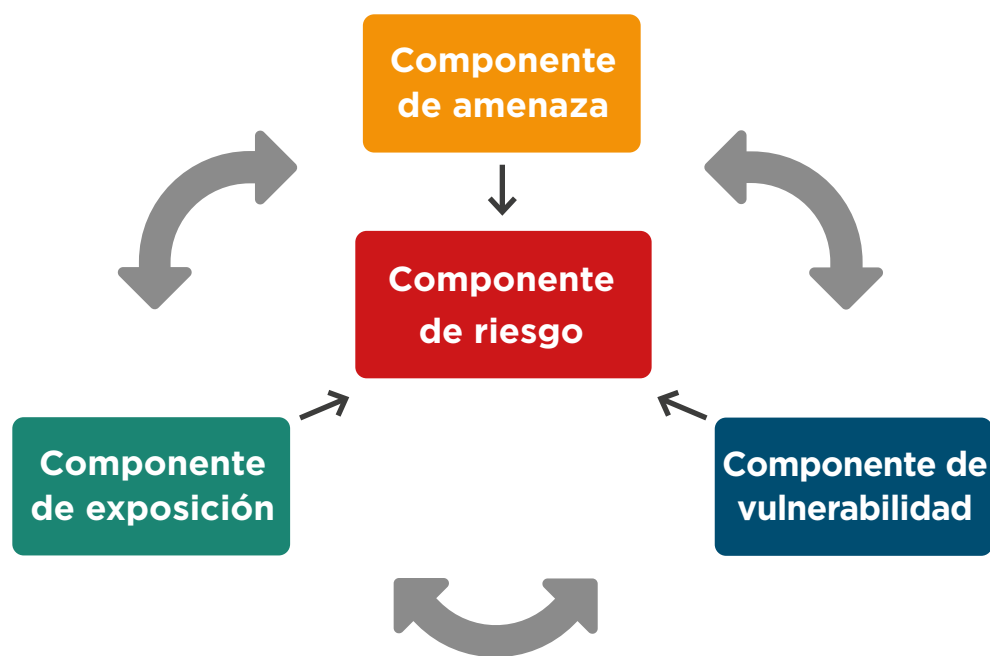 Componente
de amenaza
Componente
de riesgo
Componente
de exposición
Componente de
vulnerabilidad